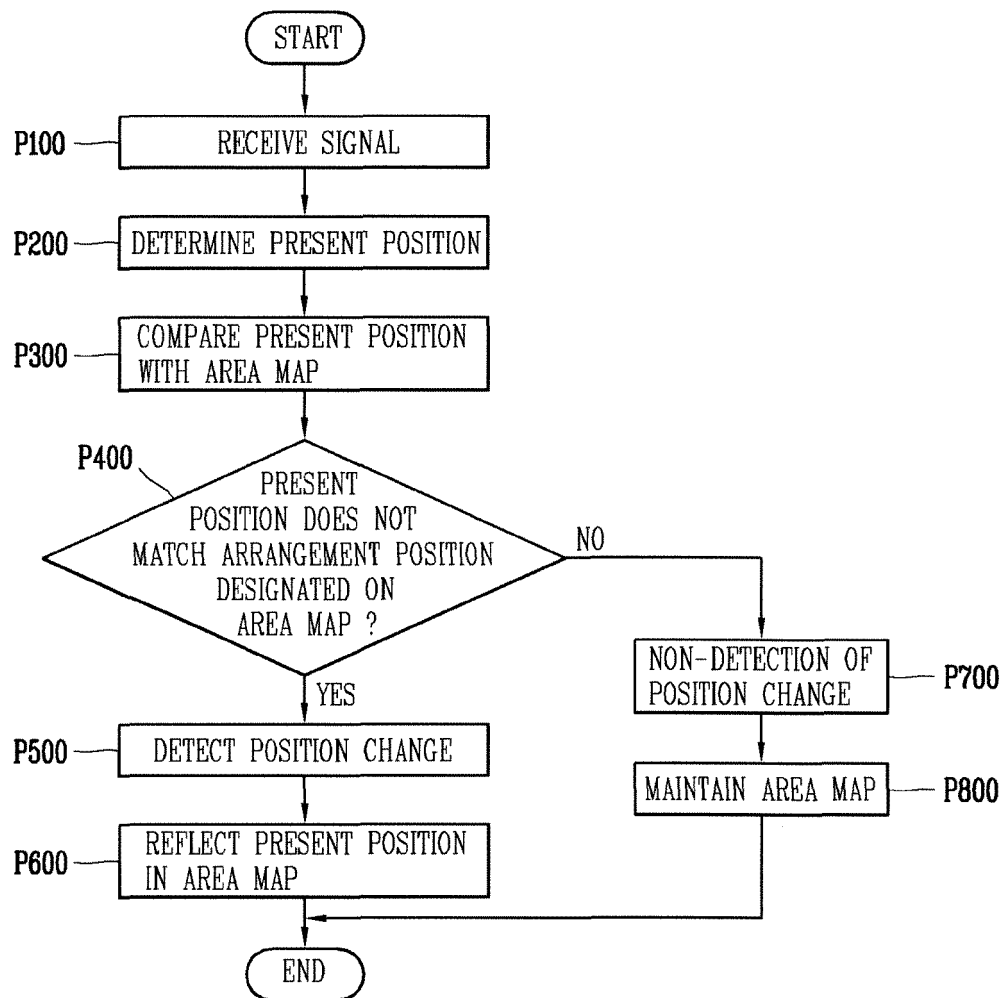 START
P100
RECEIVE SIGNAL
P200
DETERMINE PRESENT POSITION
P300
COMPARE PRESENT POSITION
WITH AREA MAP
P400
PRESENT
POSITION DOES NOT
MATCH ARRANGEMENT POSITION
DESIGNATED ON
AREA MAP ?
NO
YES
NON-DETECTION OF
POSITION CHANGE
P700
P500
DETECT POSITION CHANGE
MAINTAIN AREA MAP
P800
P600
REFLECT PRESENT POSITION
IN AREA MAP
END